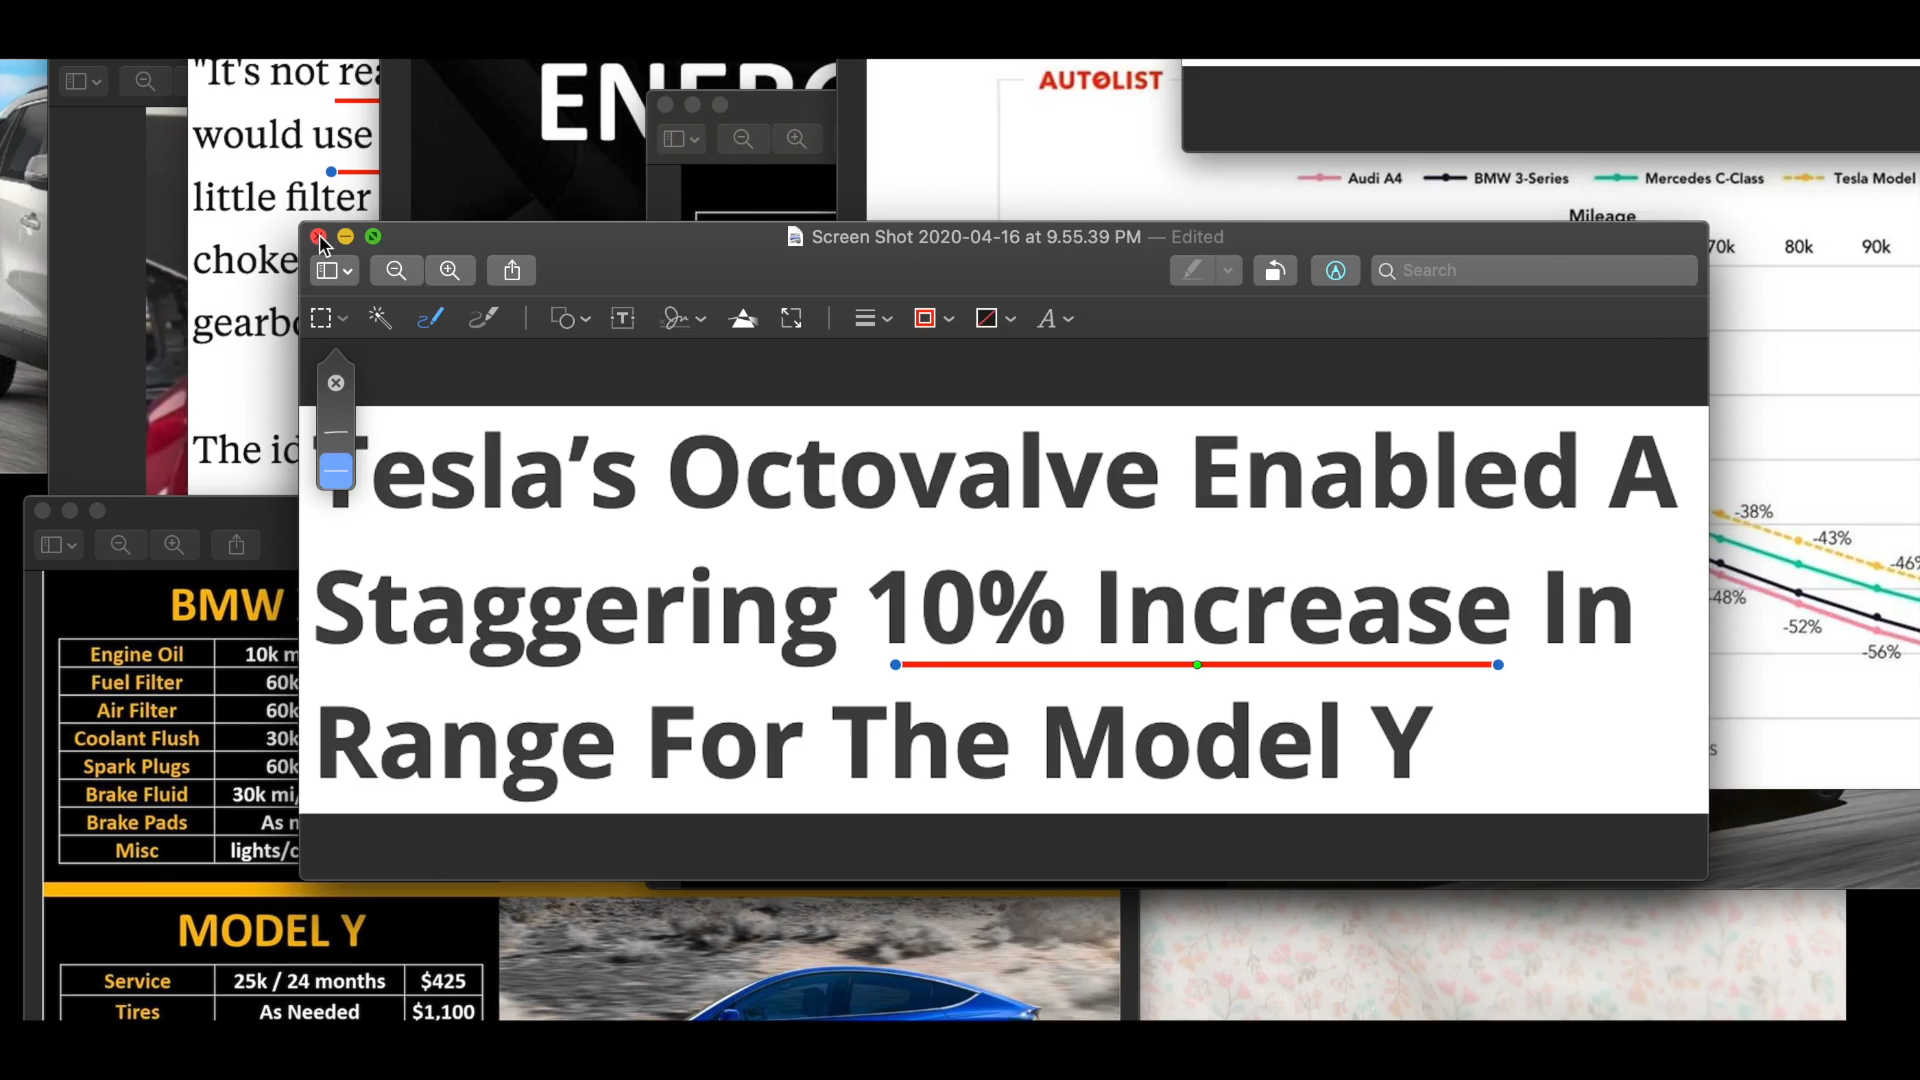 "It's not rea
would use
little filter
choke
gearbo
The id
ENERG
AUTOLIST
Audi A4
BMW 3-Series
Mercedes C-Class
Tesla Model
Mileage
70k
80k
90k
Screen Shot 2020-04-16 at 9.55.39 PM — Edited
Search
Tesla's Octovalve Enabled A
Staggering 10% Increase In
Range For The Model Y
-38%
-43%
-46%
-48%
-52%
-56%
s
BMW
Engine Oil 10k m
Fuel Filter 60k
Air Filter 60k
Coolant Flush 30k
Spark Plugs 60k
Brake Fluid 30k mi/
Brake Pads As n
Misc lights/c
MODEL Y
Service 25k / 24 months $425
Tires As Needed $1,100